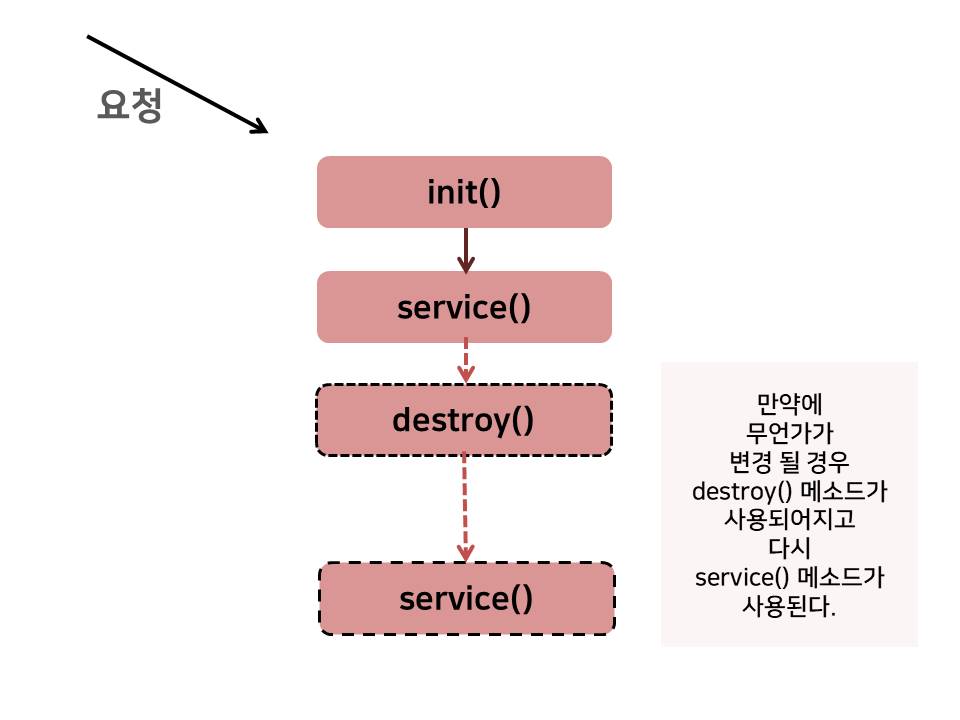 요청
init()
service()
destroy()
service()
만약에
무언가가
변경 될 경우
destroy() 메소드가
사용되어지고
다시
service() 메소드가
사용된다.